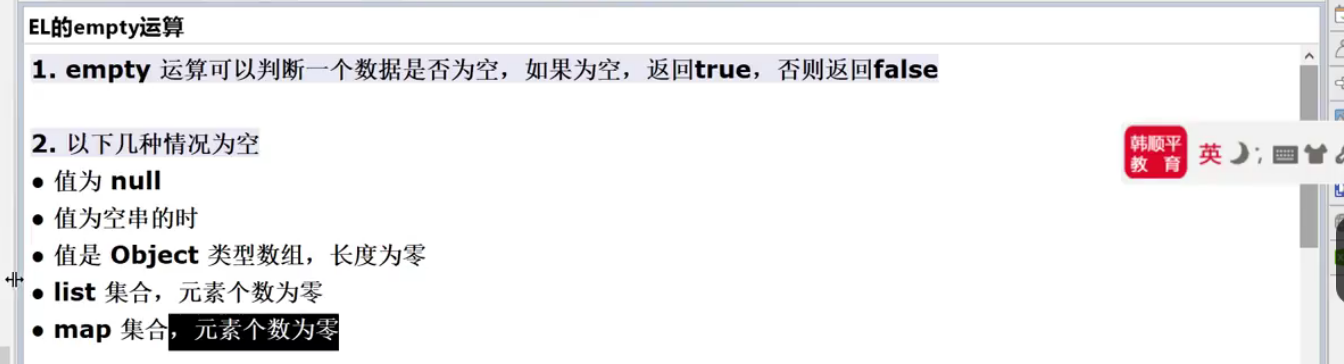 EL的empty运算
1. empty 运算可以判断一个数据是否为空，如果为空，返回true，否则返回false
2. 以下几种情况为空
● 值为 null
● 值为空串的时
● 值是 Object 类型数组，长度为零
● list 集合，元素个数为零
● map 集合，元素个数为零
韩顺平
教 育
英